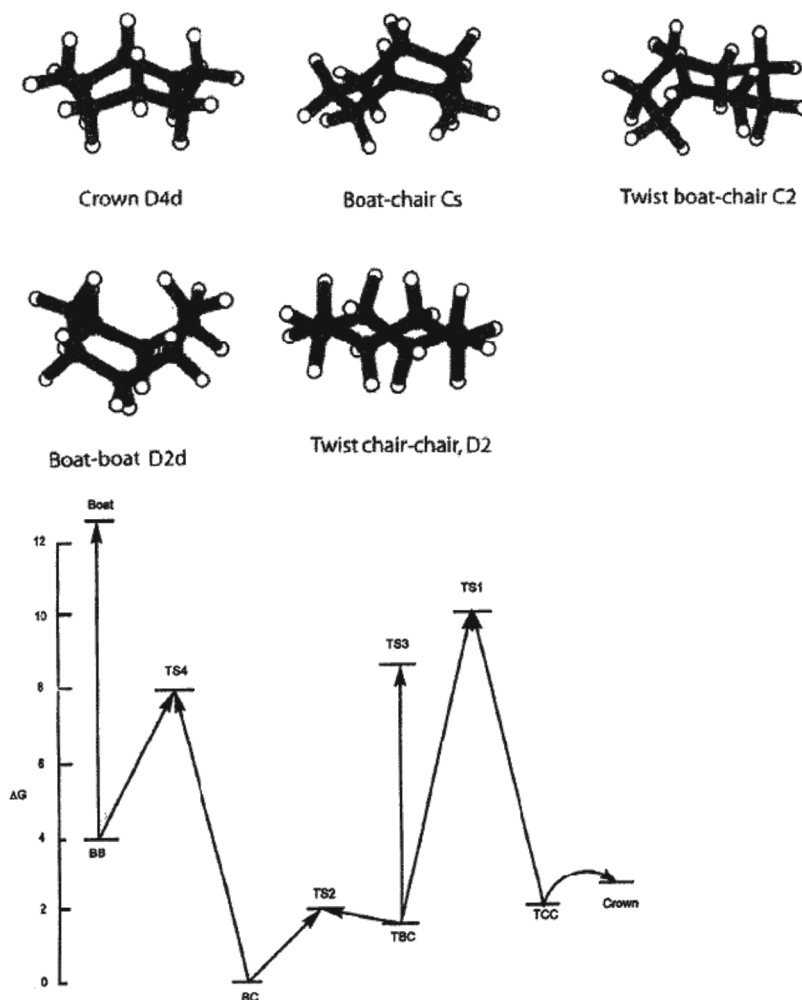 Crown D4d
Boat-chair Cs
Twist boat-chair C2
Boat-boat D2d
Twist chair-chair, D2
Boat
12
TS1
10
TS3
TS4
8
6
ΔG
4
BB
TS2
2
TBC
TCC
Crown
0
BC